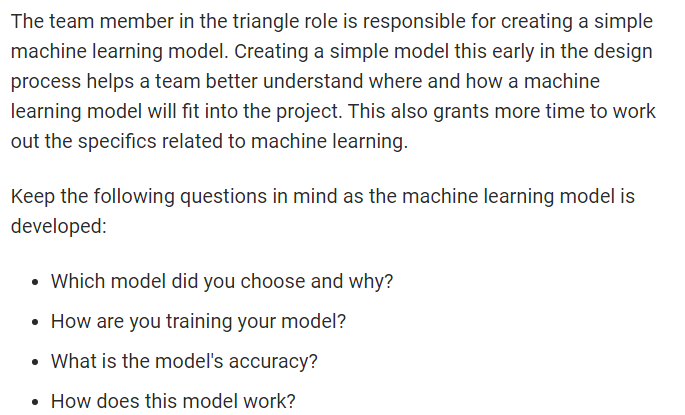 The team member in the triangle role is responsible for creating a simple
machine learning model. Creating a simple model this early in the design
process helps a team better understand where and how a machine
learning model will fit into the project. This also grants more time to work
out the specifics related to machine learning.
Keep the following questions in mind as the machine learning model is
developed:
• Which model did you choose and why?
• How are you training your model?
• What is the model's accuracy?
• How does this model work?